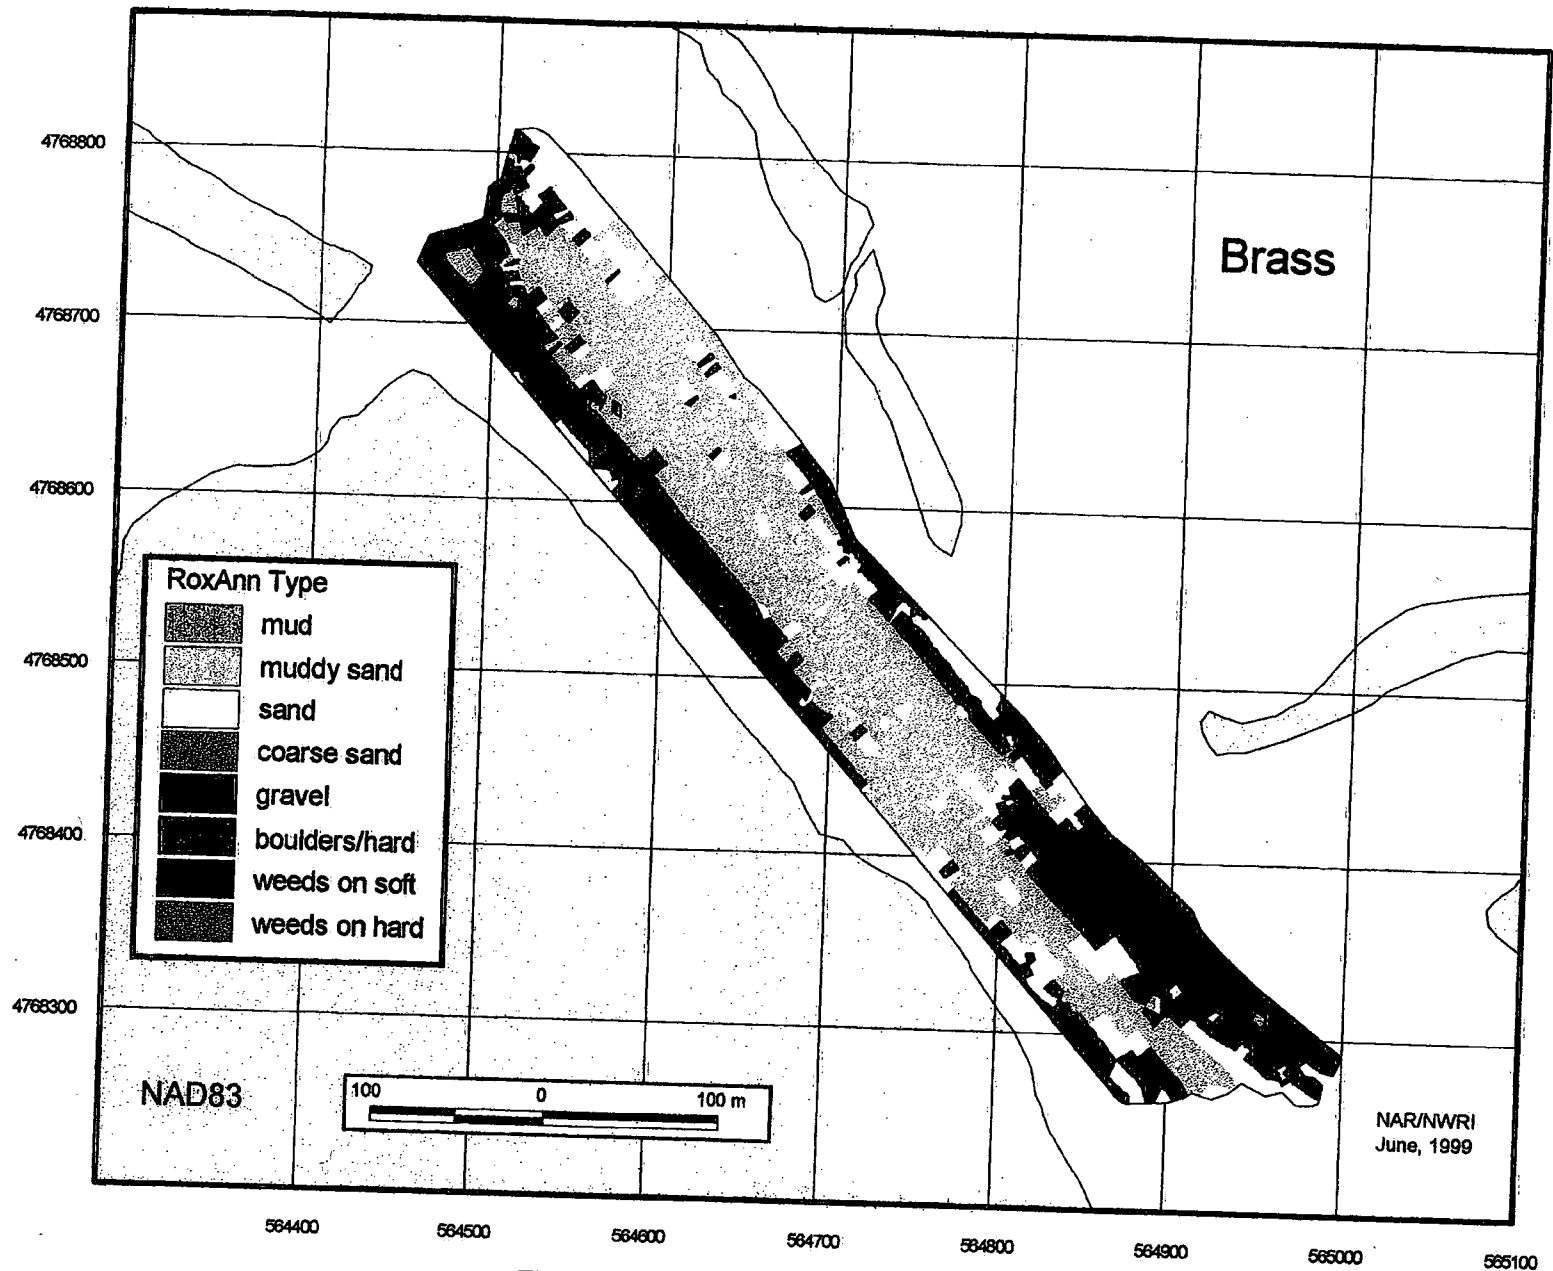 4768800
Brass
4768700
4768600
RoxAnn Type
mud
muddy sand
sand
coarse sand
gravel
boulders/hard
weeds on soft
weeds on hard
4768500
4768400
4768300
NAD83
100 0 100 m
NAR/NWRI
June, 1999
564400 564500 564600 564700 564800 564900 565000 565100